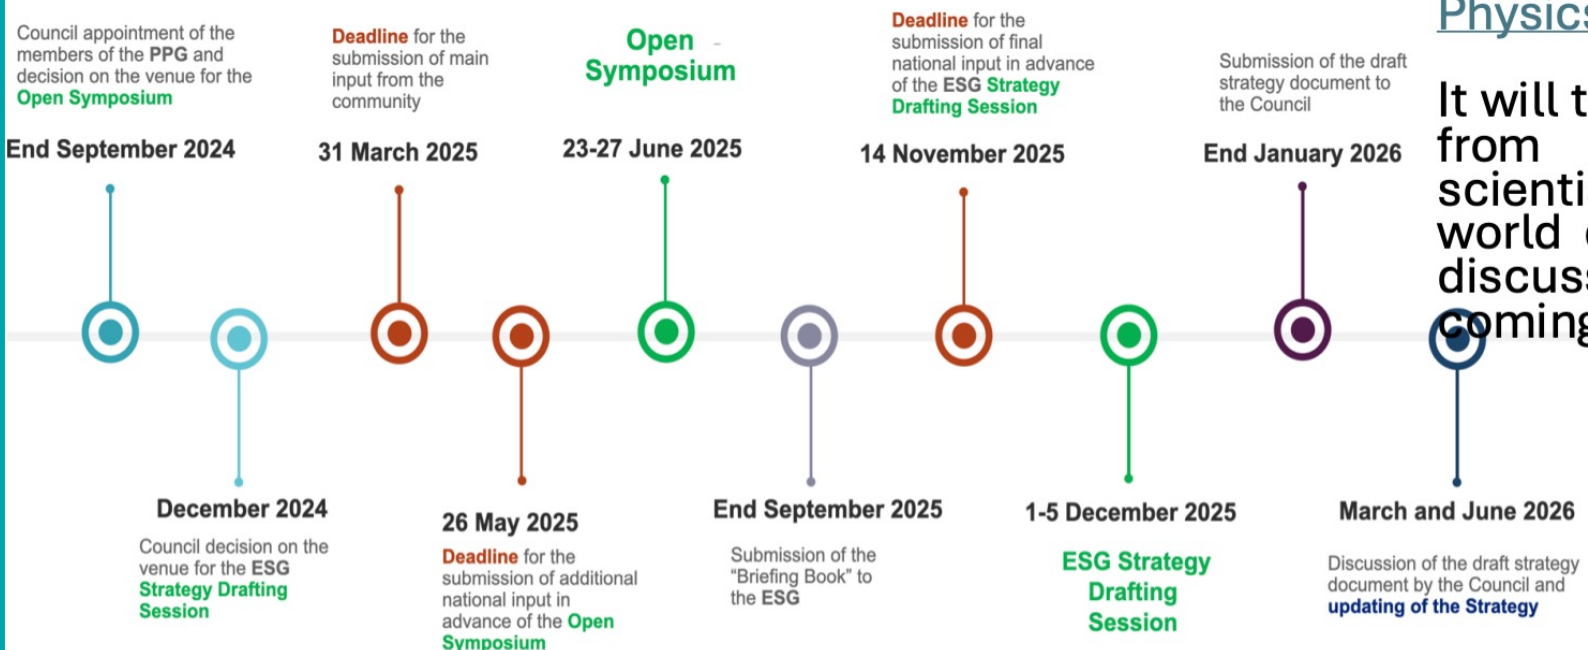 Council appointment of the
members of the PPG and
decision on the venue for the
Open Symposium
End September 2024
Deadline for the
submission of main
input from the
community
31 March 2025
Open
Symposium
23-27 June 2025
Deadline for the
submission of final
national input in advance
of the ESG Strategy
Drafting Session
14 November 2025
Submission of the draft
strategy document to
the Council
End January 2026
Physics
It will
from
world
coming
December 2024
Council decision on the
venue for the ESG
Strategy Drafting
Session
26 May 2025
Deadline for the
submission of additional
national input in
advance of the Open
Symposium
End September 2025
Submission of the
“Briefing Book” to
the ESG
1-5 December 2025
ESG Strategy
Drafting
Session
March and June 2026
Discussion of the draft strategy
document by the Council and
updating of the Strategy